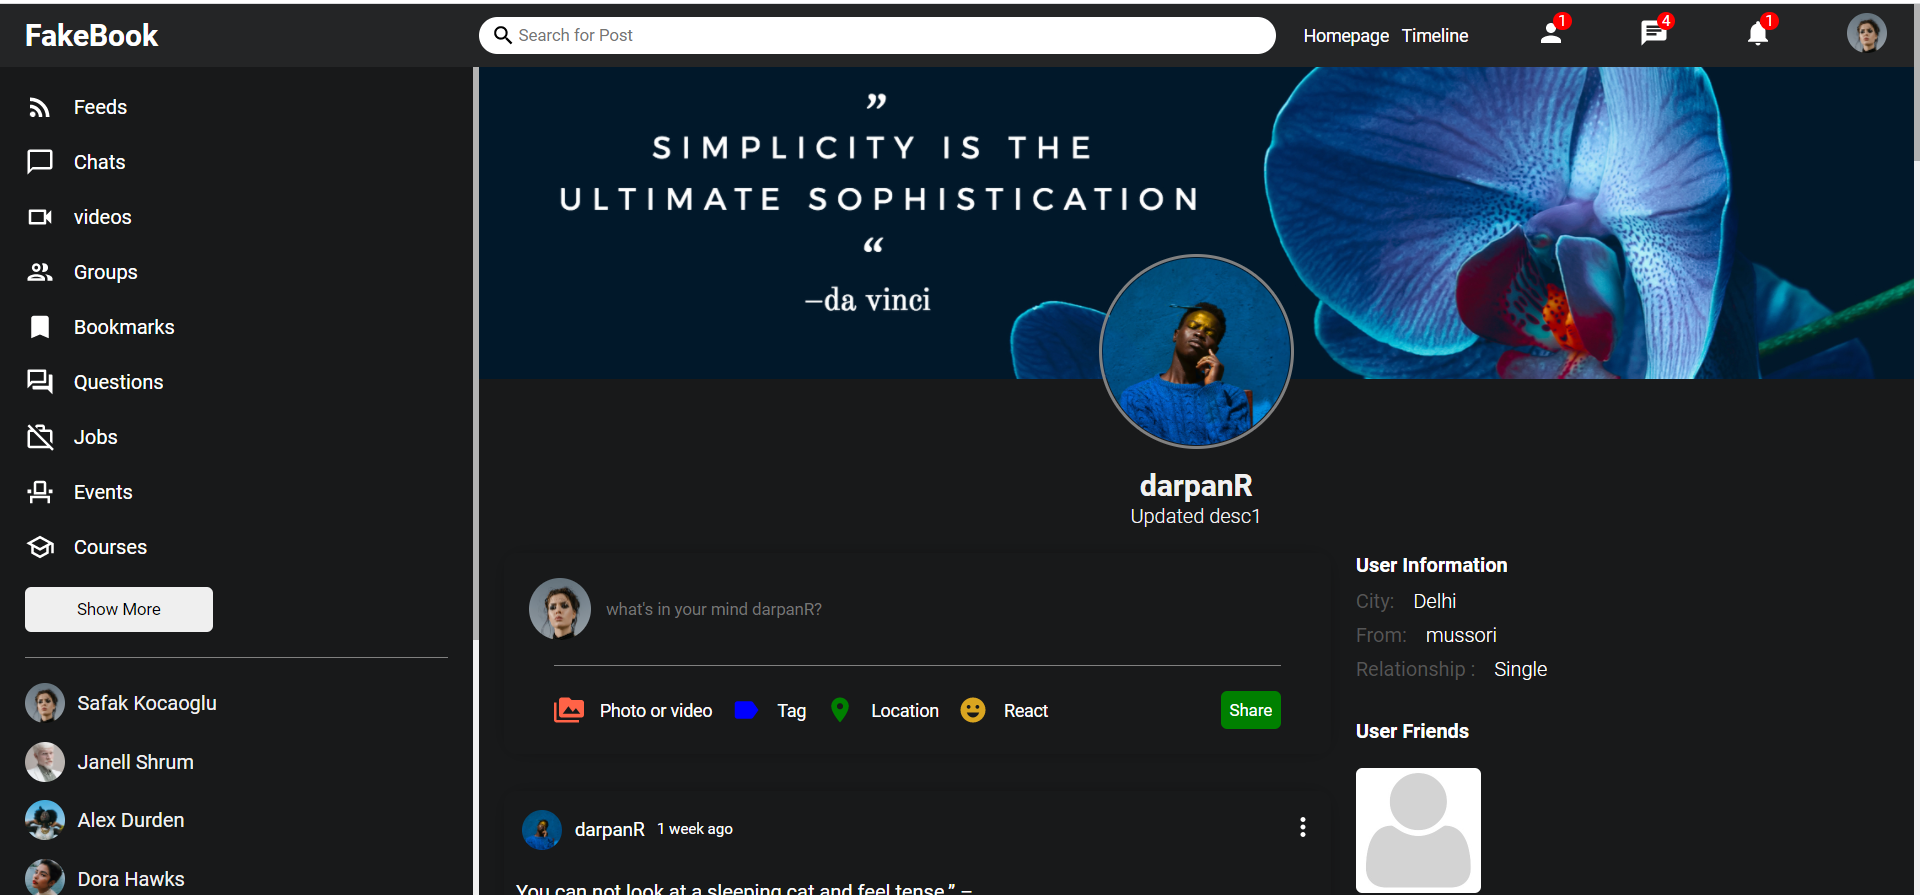 FakeBook
Search for Post
Homepage Timeline
1
4
1
Feeds
Chats
videos
Groups
Bookmarks
Questions
Jobs
Events
Courses
Show More
Safak Kocaoglu
Janell Shrum
Alex Durden
Dora Hawks
”
SIMPLICITY IS THE
ULTIMATE SOPHISTICATION
“
–da vinci
darpanR
Updated desc1
what's in your mind darpanR?
Photo or video Tag Location React Share
darpanR 1 week ago
You can not look at a sleeping cat and feel tense.” –
User Information
City: Delhi
From: mussori
Relationship : Single
User Friends